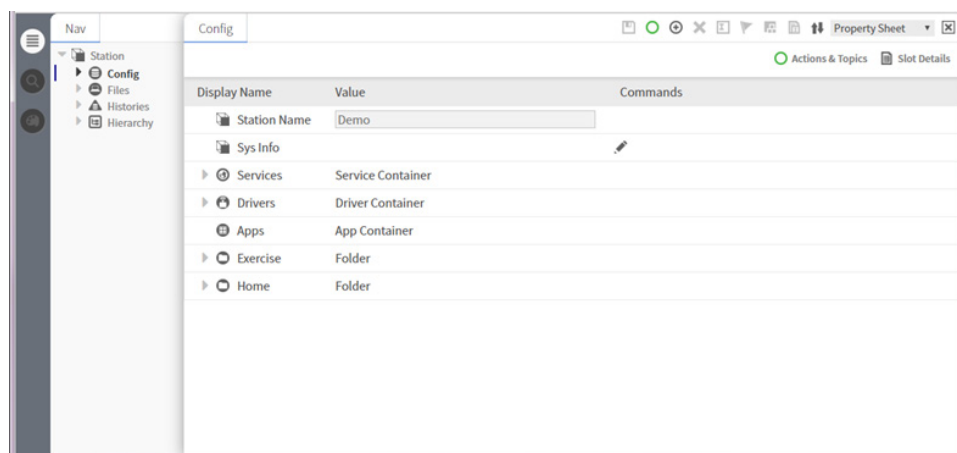 Nav
Station
Config
Files
Histories
Hierarchy
Config
Property Sheet
Actions & Topics Slot Details
Display Name Value Commands
Station Name Demo
Sys Info
Services Service Container
Drivers Driver Container
Apps App Container
Exercise Folder
Home Folder